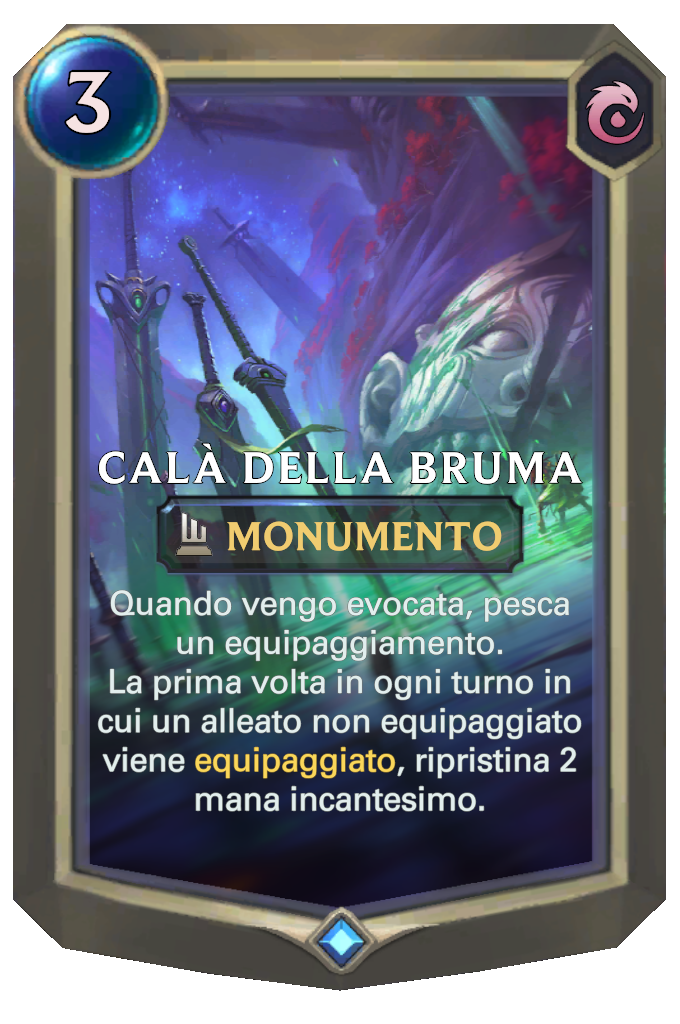 3
CALÀ DELLA BRUMA
MONUMENTO
Quando vengo evocata, pesca
un equipaggiamento.
La prima volta in ogni turno in
cui un alleato non equipaggiato
viene equipaggiato, ripristina 2
mana incantesimo.